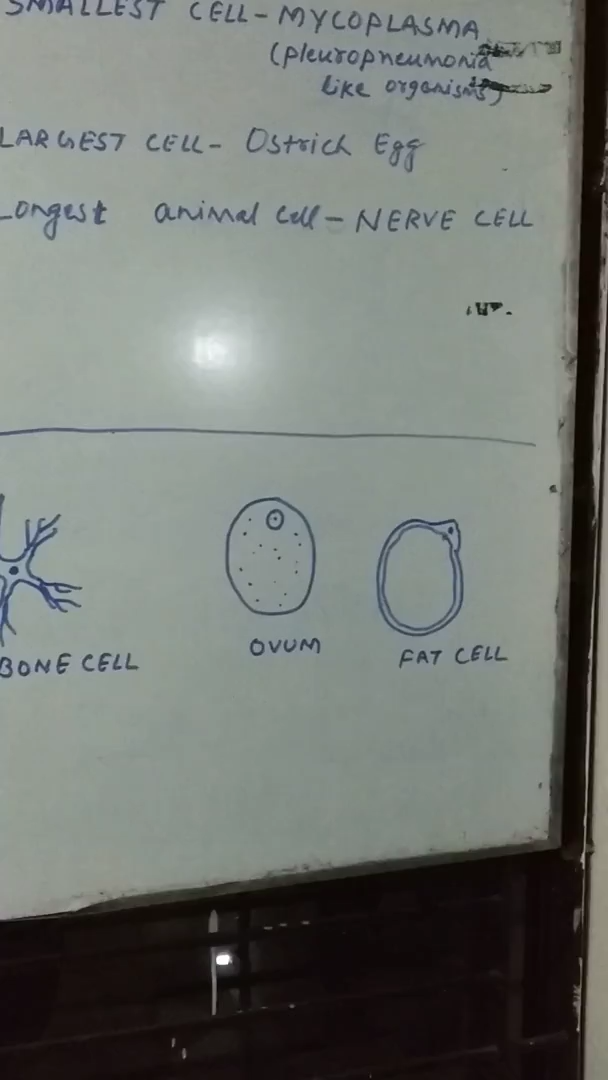 SMALLEST CELL - MYCOPLASMA
(pleuropneumonia
like organisms)
LARGEST CELL - Ostrich Egg
Longest animal cell - NERVE CELL
BONE CELL
OVUM
FAT CELL